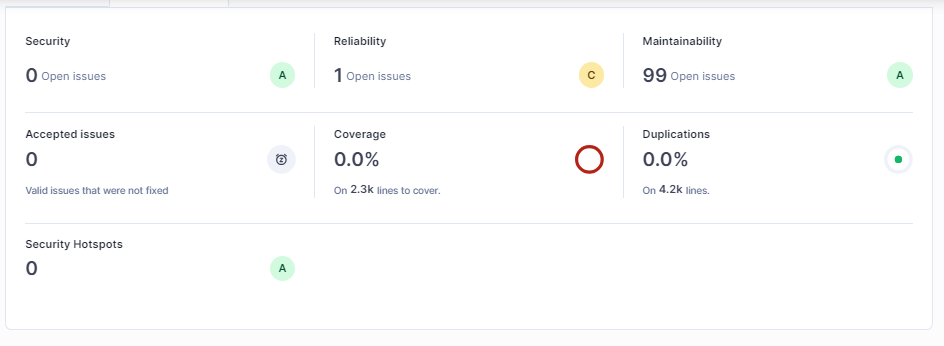 Security
0 Open issues
A
Reliability
1 Open issues
C
Maintainability
99 Open issues
A
Accepted issues
0
Valid issues that were not fixed
Coverage
0.0%
On 2.3k lines to cover.
Duplications
0.0%
On 4.2k lines.
Security Hotspots
0
A